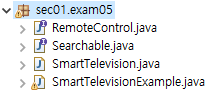 sec01.exam05
RemoteControl.java
Searchable.java
SmartTelevision.java
SmartTelevisionExample.java